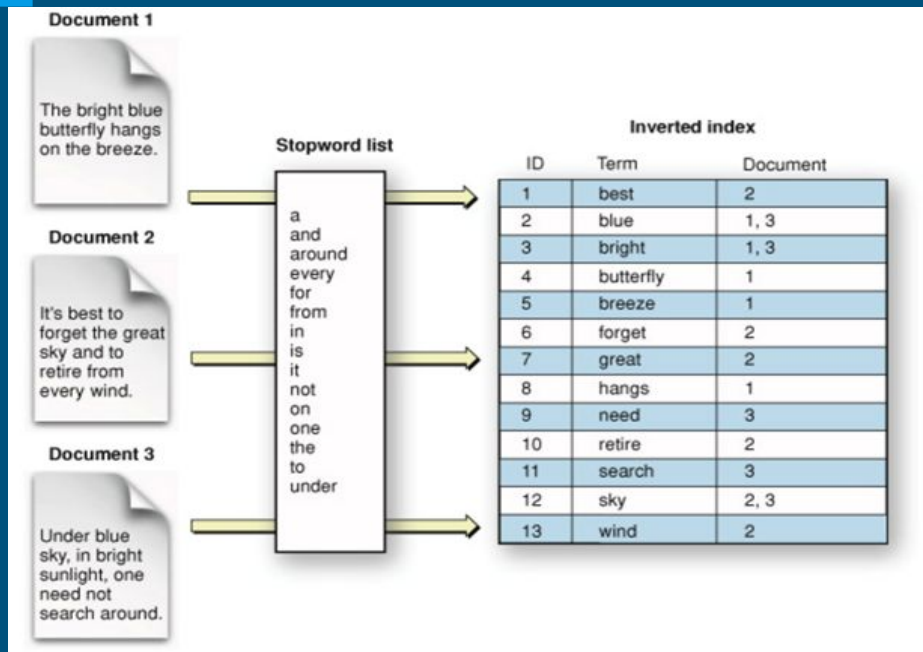 Document 1
The bright blue
butterfly hangs
on the breeze.
Document 2
It's best to
forget the great
sky and to
retire from
every wind.
Document 3
Under blue
sky, in bright
sunlight, one
need not
search around.
Stopword list
a
and
around
every
for
from
in
is
it
not
on
one
the
to
under
Inverted index
ID Term Document
1 best 2
2 blue 1, 3
3 bright 1, 3
4 butterfly 1
5 breeze 1
6 forget 2
7 great 2
8 hangs 1
9 need 3
10 retire 2
11 search 3
12 sky 2, 3
13 wind 2